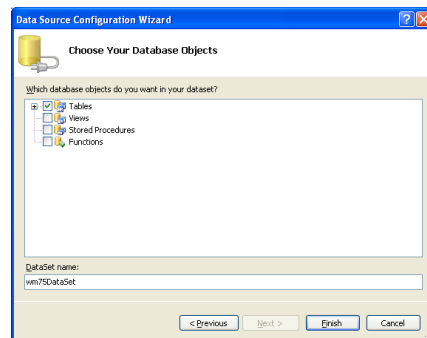 Data Source Configuration Wizard
Choose Your Database Objects
Which database objects do you want in your dataset?
Tables
Views
Stored Procedures
Functions
DataSet name:
wm75DataSet
< Previous
Next >
Finish
Cancel